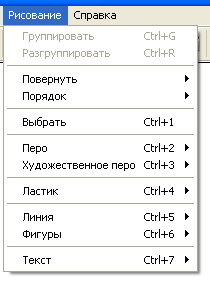 Рисование Справка
Группировать Ctrl+G
Разгруппировать Ctrl+R
Повернуть
Порядок
Выбрать Ctrl+1
Перо Ctrl+2
Художественное перо Ctrl+3
Ластик Ctrl+4
Линия Ctrl+5
Фигуры Ctrl+6
Текст Ctrl+7